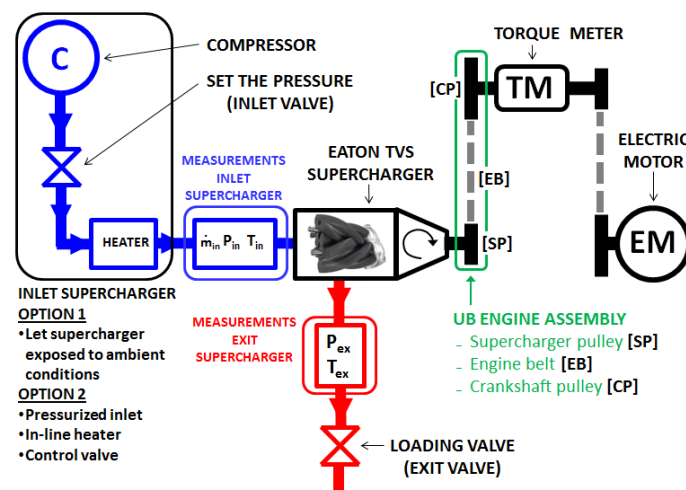 C
COMPRESSOR
SET THE PRESSURE
(INLET VALVE)
HEATER
MEASUREMENTS
INLET
SUPERCHARGER
ṁin Pin Tin
EATON TVS
SUPERCHARGER
TORQUE METER
[CP]
TM
[EB]
[SP]
ELECTRIC
MOTOR
EM
INLET SUPERCHARGER
OPTION 1
•Let supercharger
exposed to ambient
conditions
OPTION 2
•Pressurized inlet
•In-line heater
•Control valve
MEASUREMENTS
EXIT
SUPERCHARGER
Pex
Tex
UB ENGINE ASSEMBLY
- Supercharger pulley [SP]
- Engine belt [EB]
- Crankshaft pulley [CP]
LOADING VALVE
(EXIT VALVE)